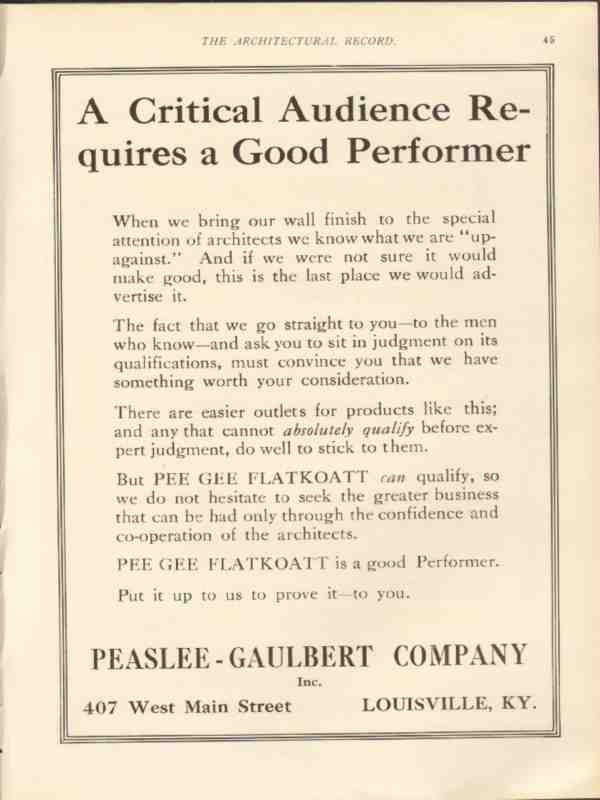 THE ARCHITECTURAL RECORD.
45
A Critical Audience Re-
quires a Good Performer
When we bring our wall finish to the special
attention of architects we know what we are "up-
against." And if we were not sure it would
make good, this is the last place we would ad-
vertise it.
The fact that we go straight to you—to the men
who know—and ask you to sit in judgment on its
qualifications, must convince you that we have
something worth your consideration.
There are easier outlets for products like this;
and any that cannot absolutely qualify before ex-
pert judgment, do well to stick to them.
But PEE GEE FLATKOATT can qualify, so
we do not hesitate to seek the greater business
that can be had only through the confidence and
co-operation of the architects.
PEE GEE FLATKOATT is a good Performer.
Put it up to us to prove it—to you.
PEASLEE-GAULBERT COMPANY
Inc.
407 West Main Street LOUISVILLE, KY.